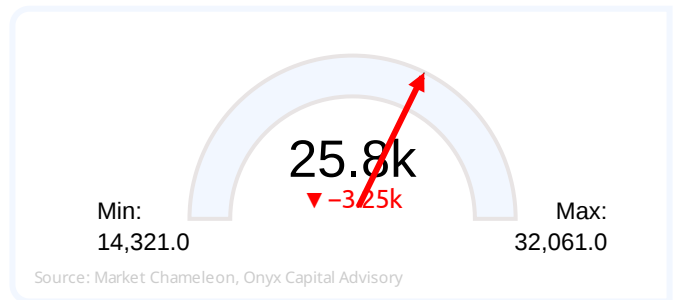 25.8k
▼−3.25k
Min:
14,321.0
Max:
32,061.0
Source: Market Chameleon, Onyx Capital Advisory